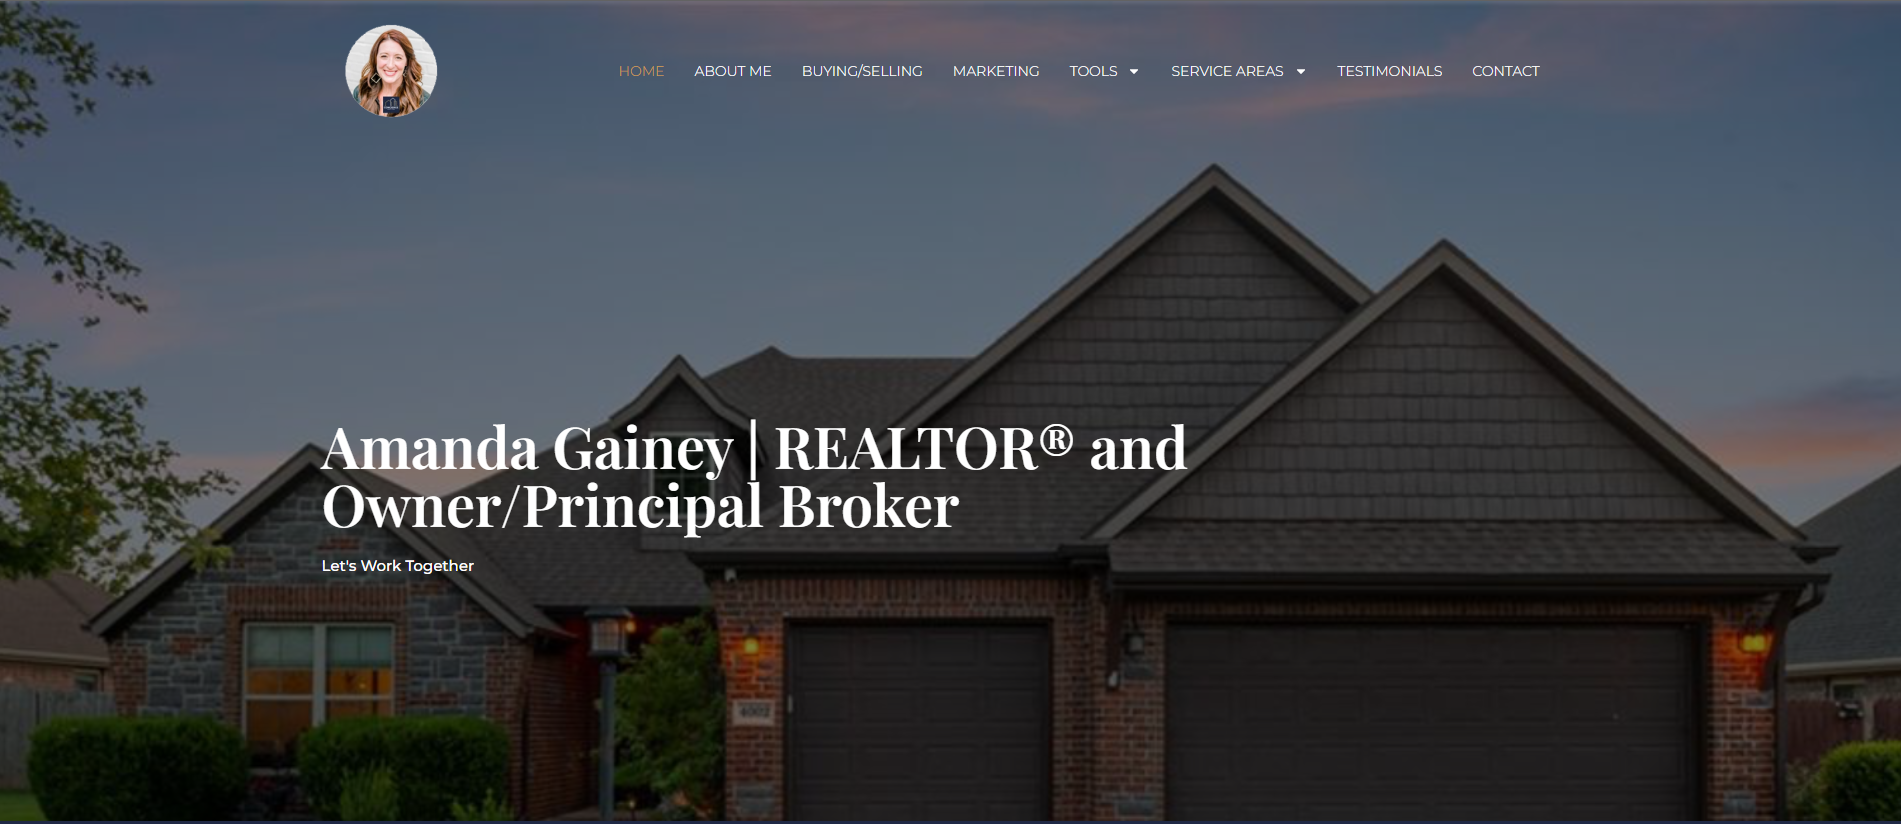 HOME
ABOUT ME
BUYING/SELLING
MARKETING
TOOLS
SERVICE AREAS
TESTIMONIALS
CONTACT
Amanda Gainey | REALTOR® and
Owner/Principal Broker
Let's Work Together
4002